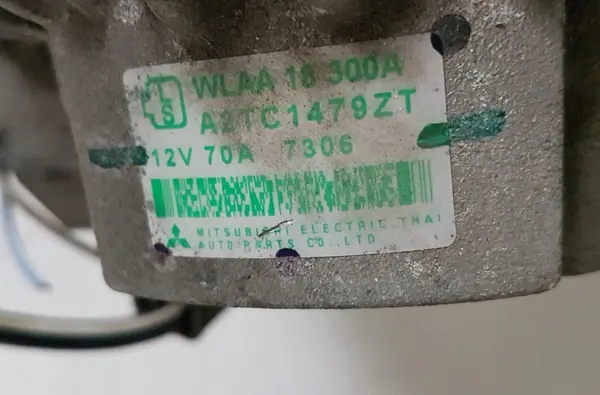 WLAA 18 300A
S
A2TC1479ZT
12V 70A 7306
MITSUBISHI ELECTRIC THAI
AUTO PARTS CO.,LTD